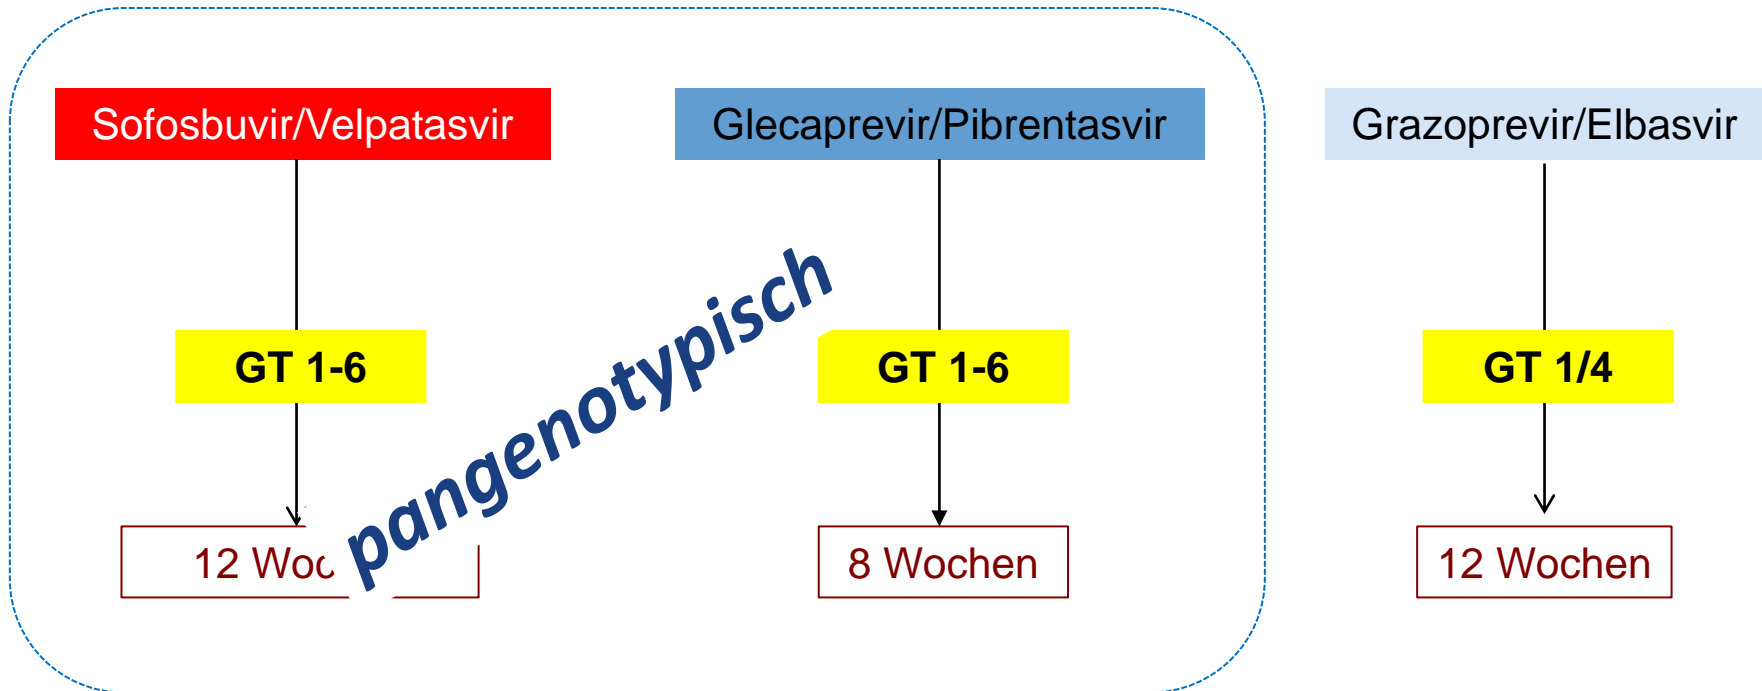 Sofosbuvir/Velpatasvir
Glecaprevir/Pibrentasvir
Grazoprevir/Elbasvir
pangenotypisch
GT 1-6
GT 1-6
GT 1/4
12
8 Wochen
12 Wochen